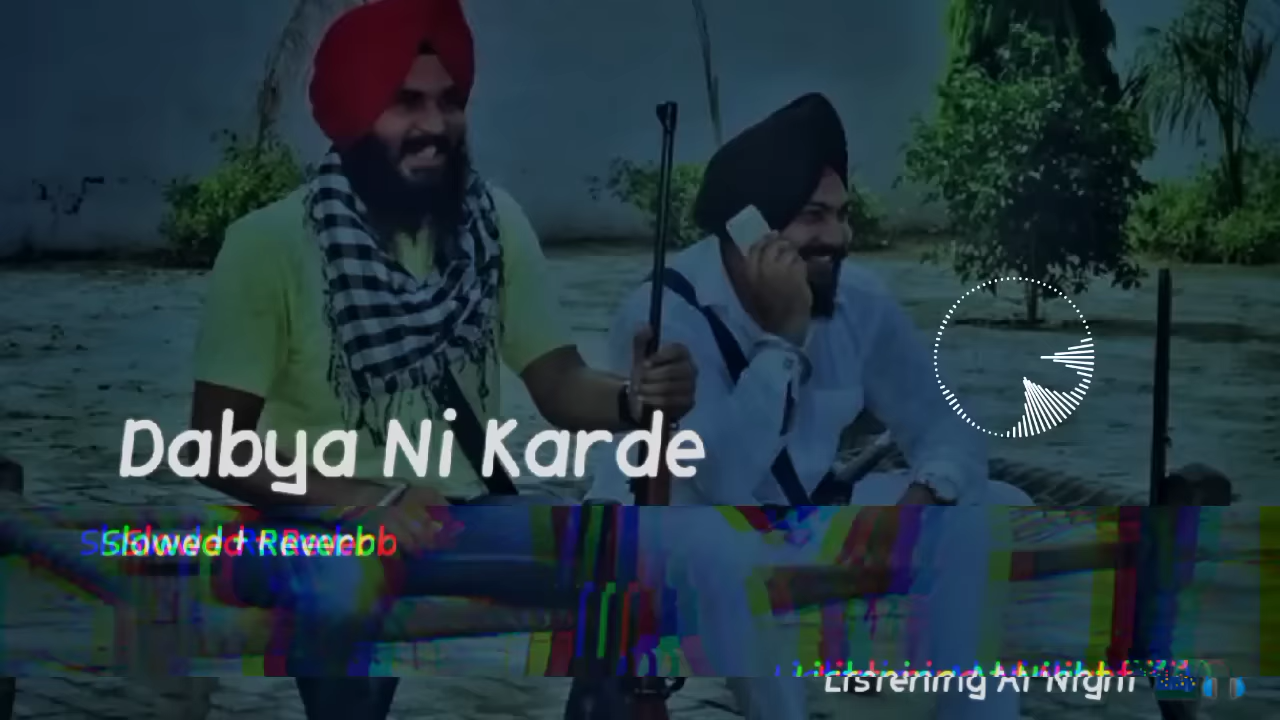 Dabya Ni Karde
Slowed + Reverb
Listening At Night